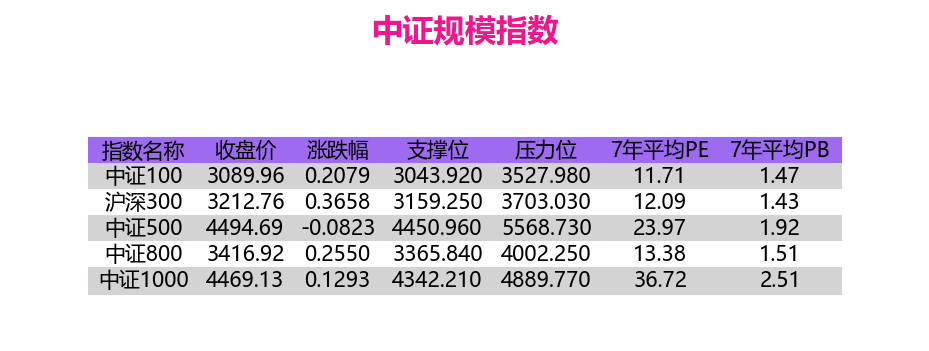 中证规模指数
指数名称 收盘价 涨跌幅 支撑位 压力位 7年平均PE 7年平均PB
中证100 3089.96 0.2079 3043.920 3527.980 11.71 1.47
沪深300 3212.76 0.3658 3159.250 3703.030 12.09 1.43
中证500 4494.69 -0.0823 4450.960 5568.730 23.97 1.92
中证800 3416.92 0.2550 3365.840 4002.250 13.38 1.51
中证1000 4469.13 0.1293 4342.210 4889.770 36.72 2.51